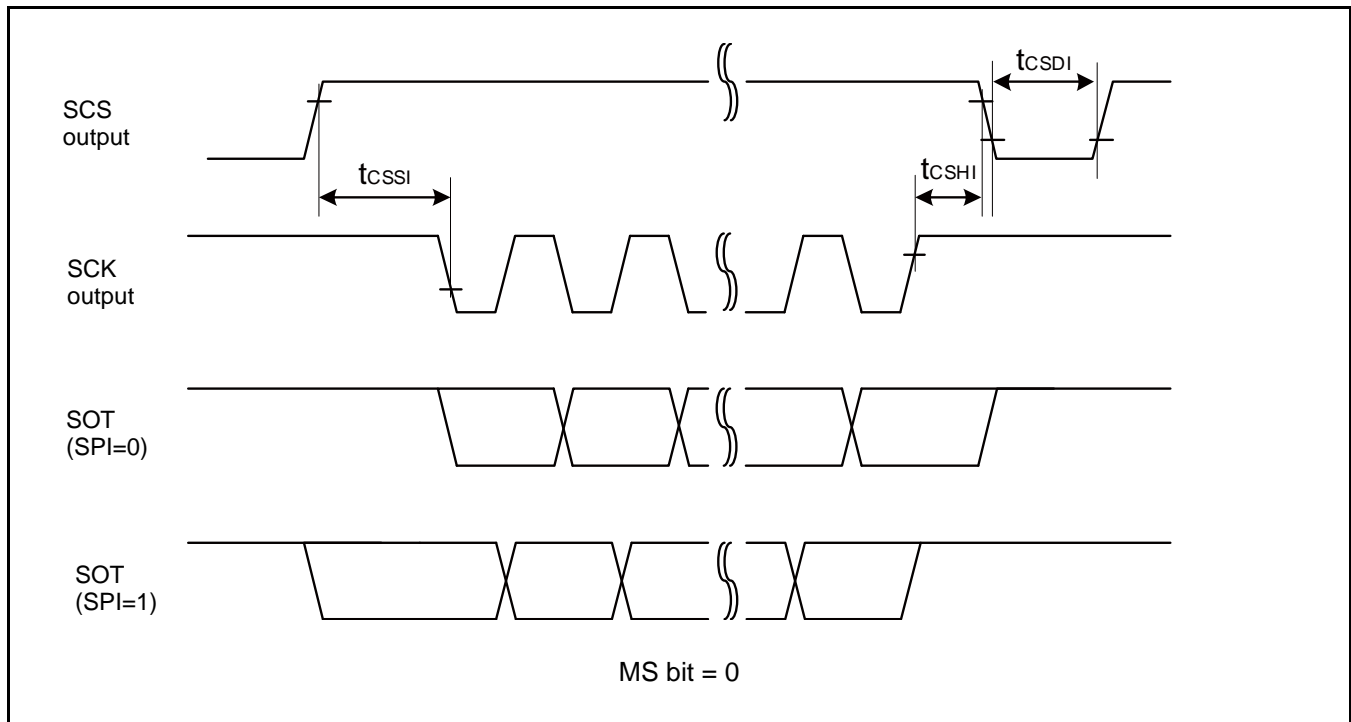 tCSDI
SCS
output
tCSSI
tCSHI
SCK
output
SOT
(SPI=0)
SOT
(SPI=1)
MS bit = 0